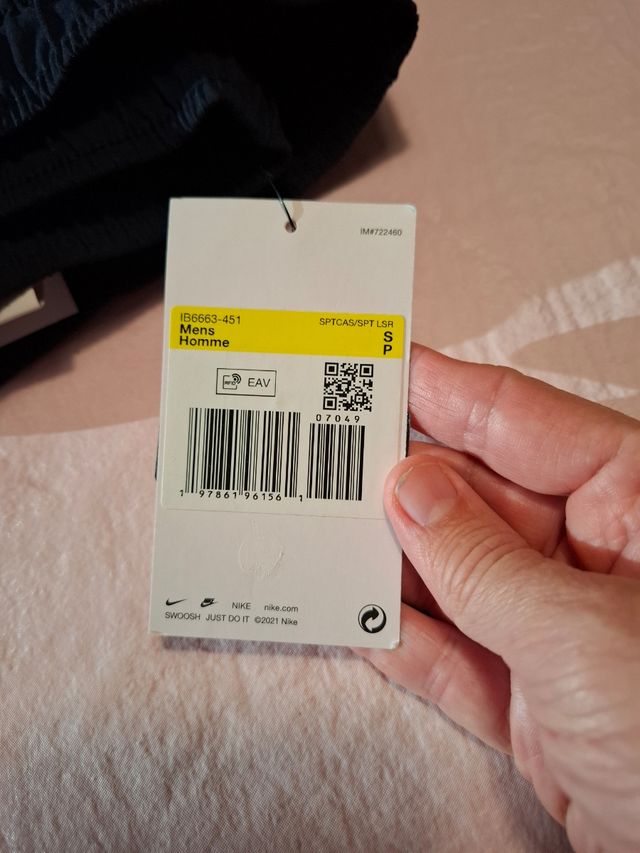 IM#722460
IB6663-451 SPTCAS/SPT LSR
Mens S
Homme P
RFID EAV
07049
1 97861 96156 1
NIKE nike.com
SWOOSH JUST DO IT ©2021 Nike